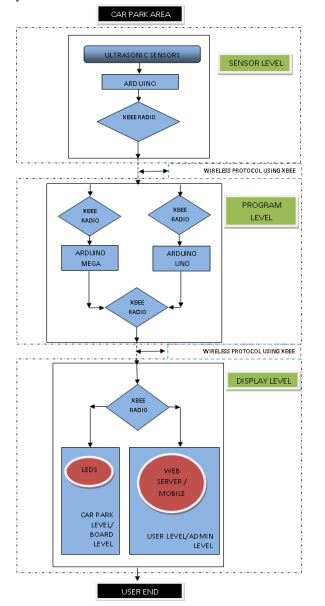 CAR PARK AREA
ULTRASONIC SENSORS
SENSOR LEVEL
ARDUINO
XBEE RADIO
WIRELESS PROTOCOL USING XBEE
XBEE
RADIO
XBEE
RADIO
PROGRAM
LEVEL
ARDUINO
MEGA
ARDUINO
UNO
XBEE
RADIO
WIRELESS PROTOCOL USING XBEE
DISPLAY LEVEL
XBEE
RADIO
LEDS
WEB
SERVER /
MOBILE
CAR PARK
LEVEL/
BOARD
LEVEL
USER LEVEL/ADMIN
LEVEL
USER END